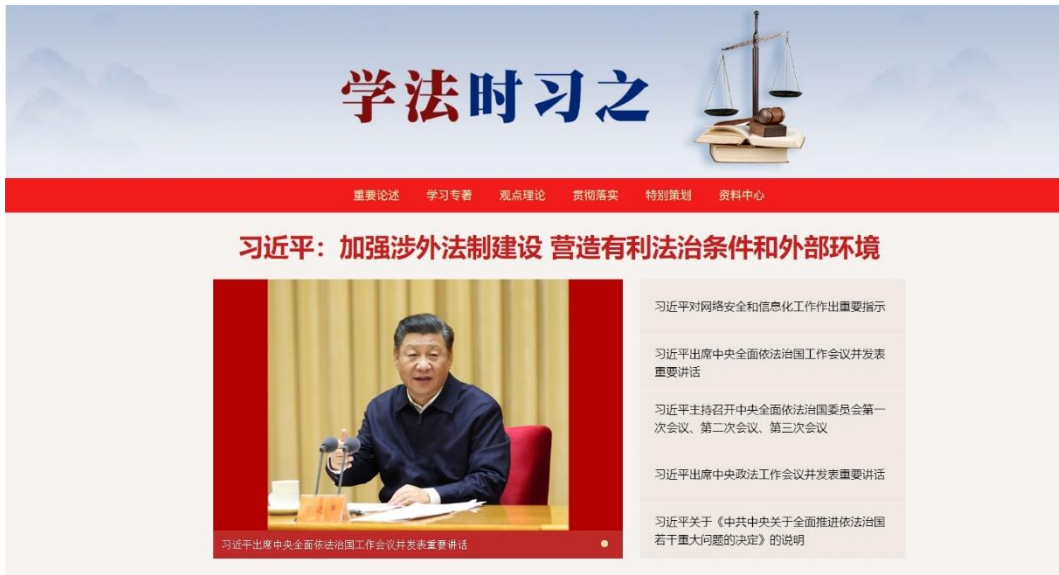 学法时习之
重要论述 学习专著 观点理论 贯彻落实 特别策划 资料中心
习近平：加强涉外法制建设 营造有利法治条件和外部环境
习近平出席中央全面依法治国工作会议并发表重要讲话
习近平对网络安全和信息化工作作出重要指示
习近平出席中央全面依法治国工作会议并发表
重要讲话
习近平主持召开中央全面依法治国委员会第一
次会议、第二次会议、第三次会议
习近平出席中央政法工作会议并发表重要讲话
习近平关于《中共中央关于全面推进依法治国
若干重大问题的决定》的说明